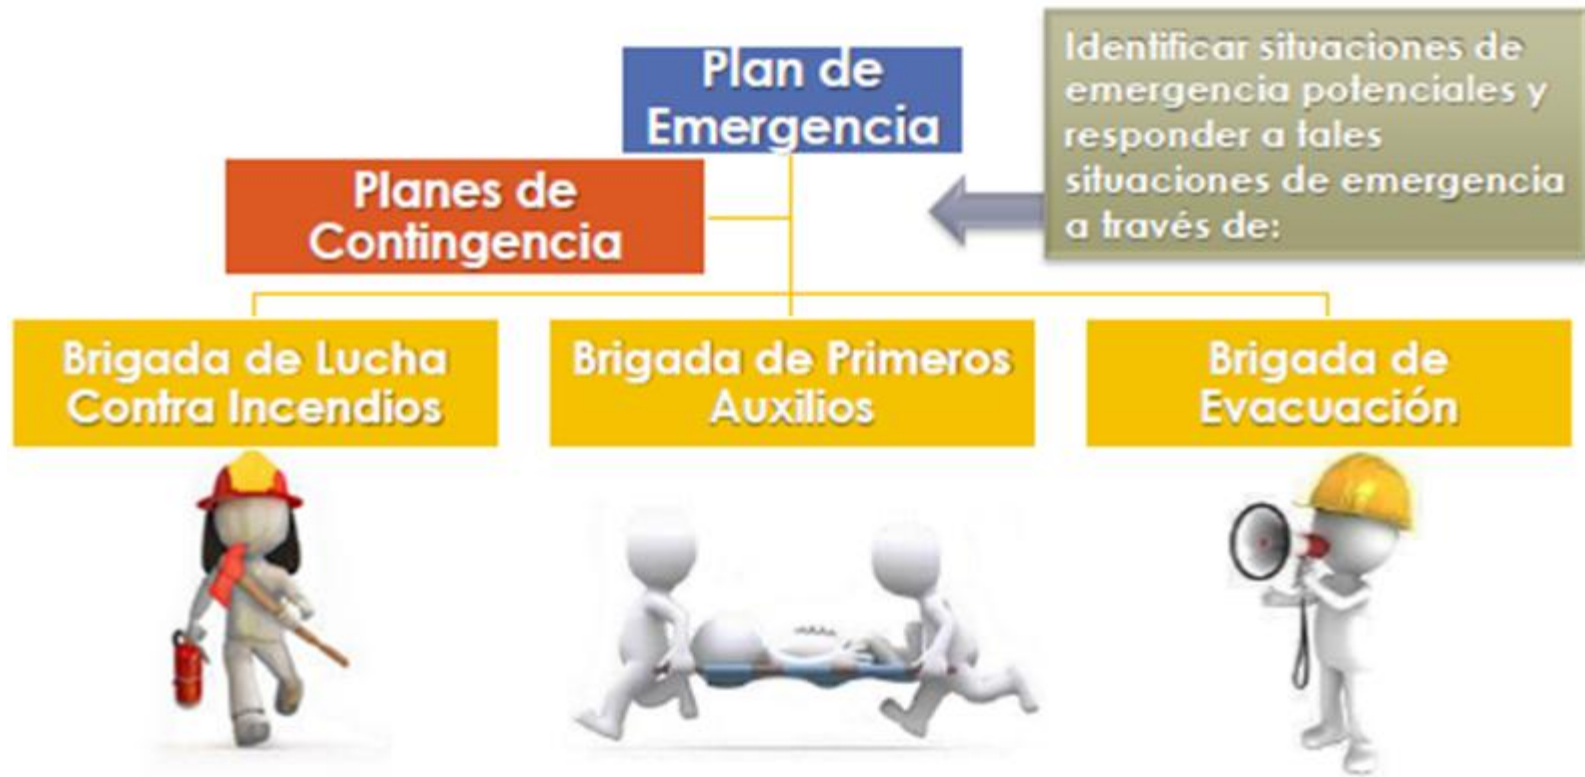 Plan de
Emergencia
Identificar situaciones de
emergencia potenciales y
responder a tales
situaciones de emergencia
a través de:
Planes de
Contingencia
Brigada de Lucha
Contra Incendios
Brigada de Primeros
Auxilios
Brigada de
Evacuación